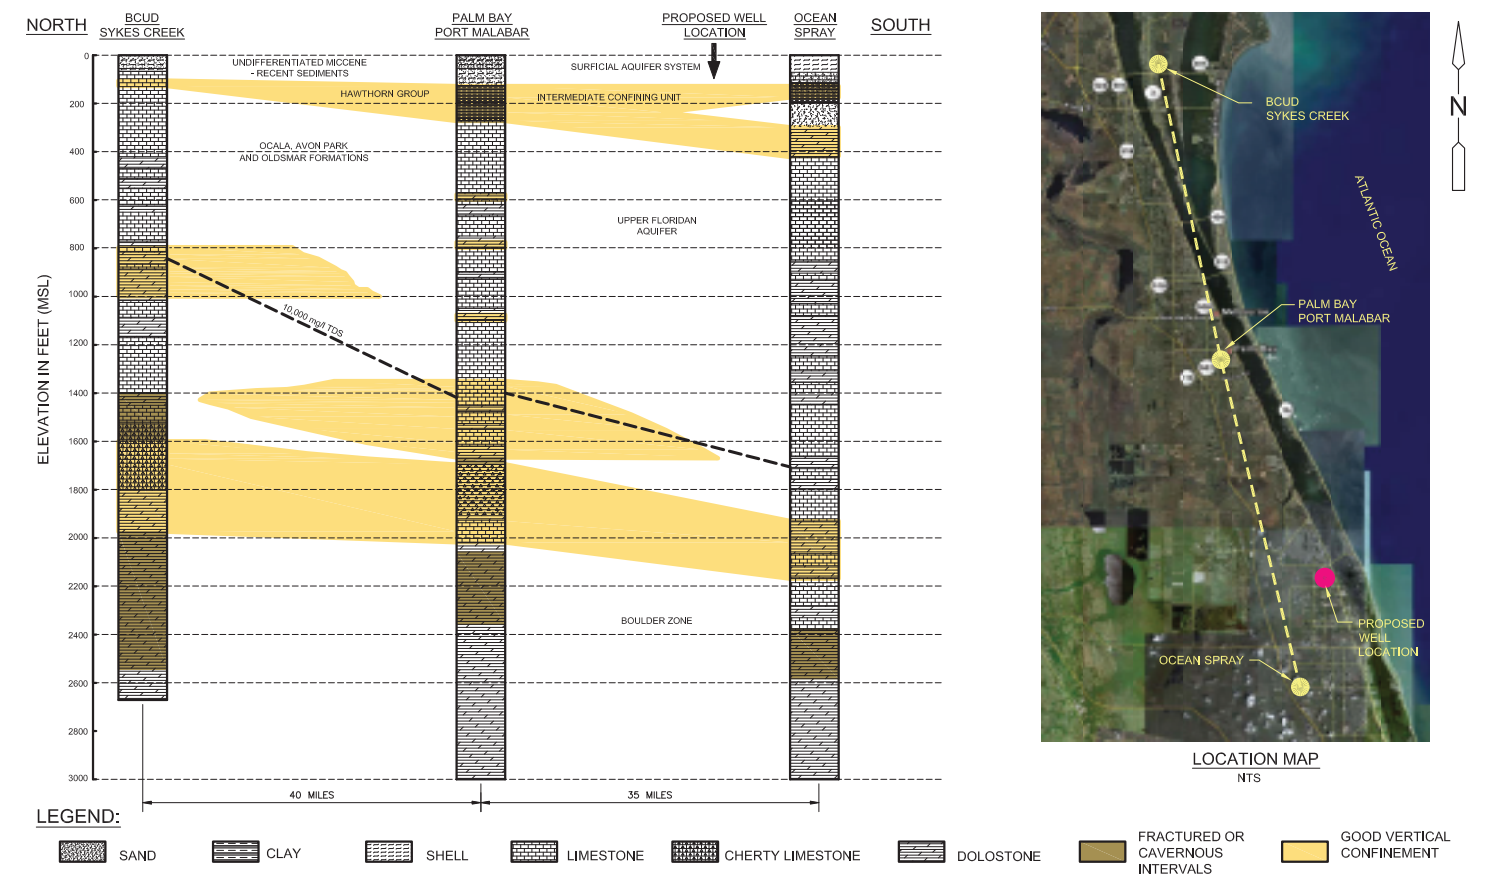 NORTH
BCUD
SYKES CREEK
PALM BAY
PORT MALABAR
PROPOSED WELL
LOCATION
OCEAN
SPRAY
SOUTH
UNDIFFERENTIATED MICCENE
- RECENT SEDIMENTS
SURFICIAL AQUIFER SYSTEM
HAWTHORN GROUP
INTERMEDIATE CONFINING UNIT
OCALA, AVON PARK
AND OLDSMAR FORMATIONS
UPPER FLORIDAN
AQUIFER
10,000 mg/l TDS
BOULDER ZONE
ELEVATION IN FEET (MSL)
0
200
400
600
800
1000
1200
1400
1600
1800
2000
2200
2400
2600
2800
3000
40 MILES
35 MILES
BCUD
SYKES CREEK
ATLANTIC OCEAN
PALM BAY
PORT MALABAR
PROPOSED
WELL
LOCATION
OCEAN SPRAY
N
LOCATION MAP
NTS
LEGEND:
SAND
CLAY
SHELL
LIMESTONE
CHERTY LIMESTONE
DOLOSTONE
FRACTURED OR
CAVERNOUS
INTERVALS
GOOD VERTICAL
CONFINEMENT